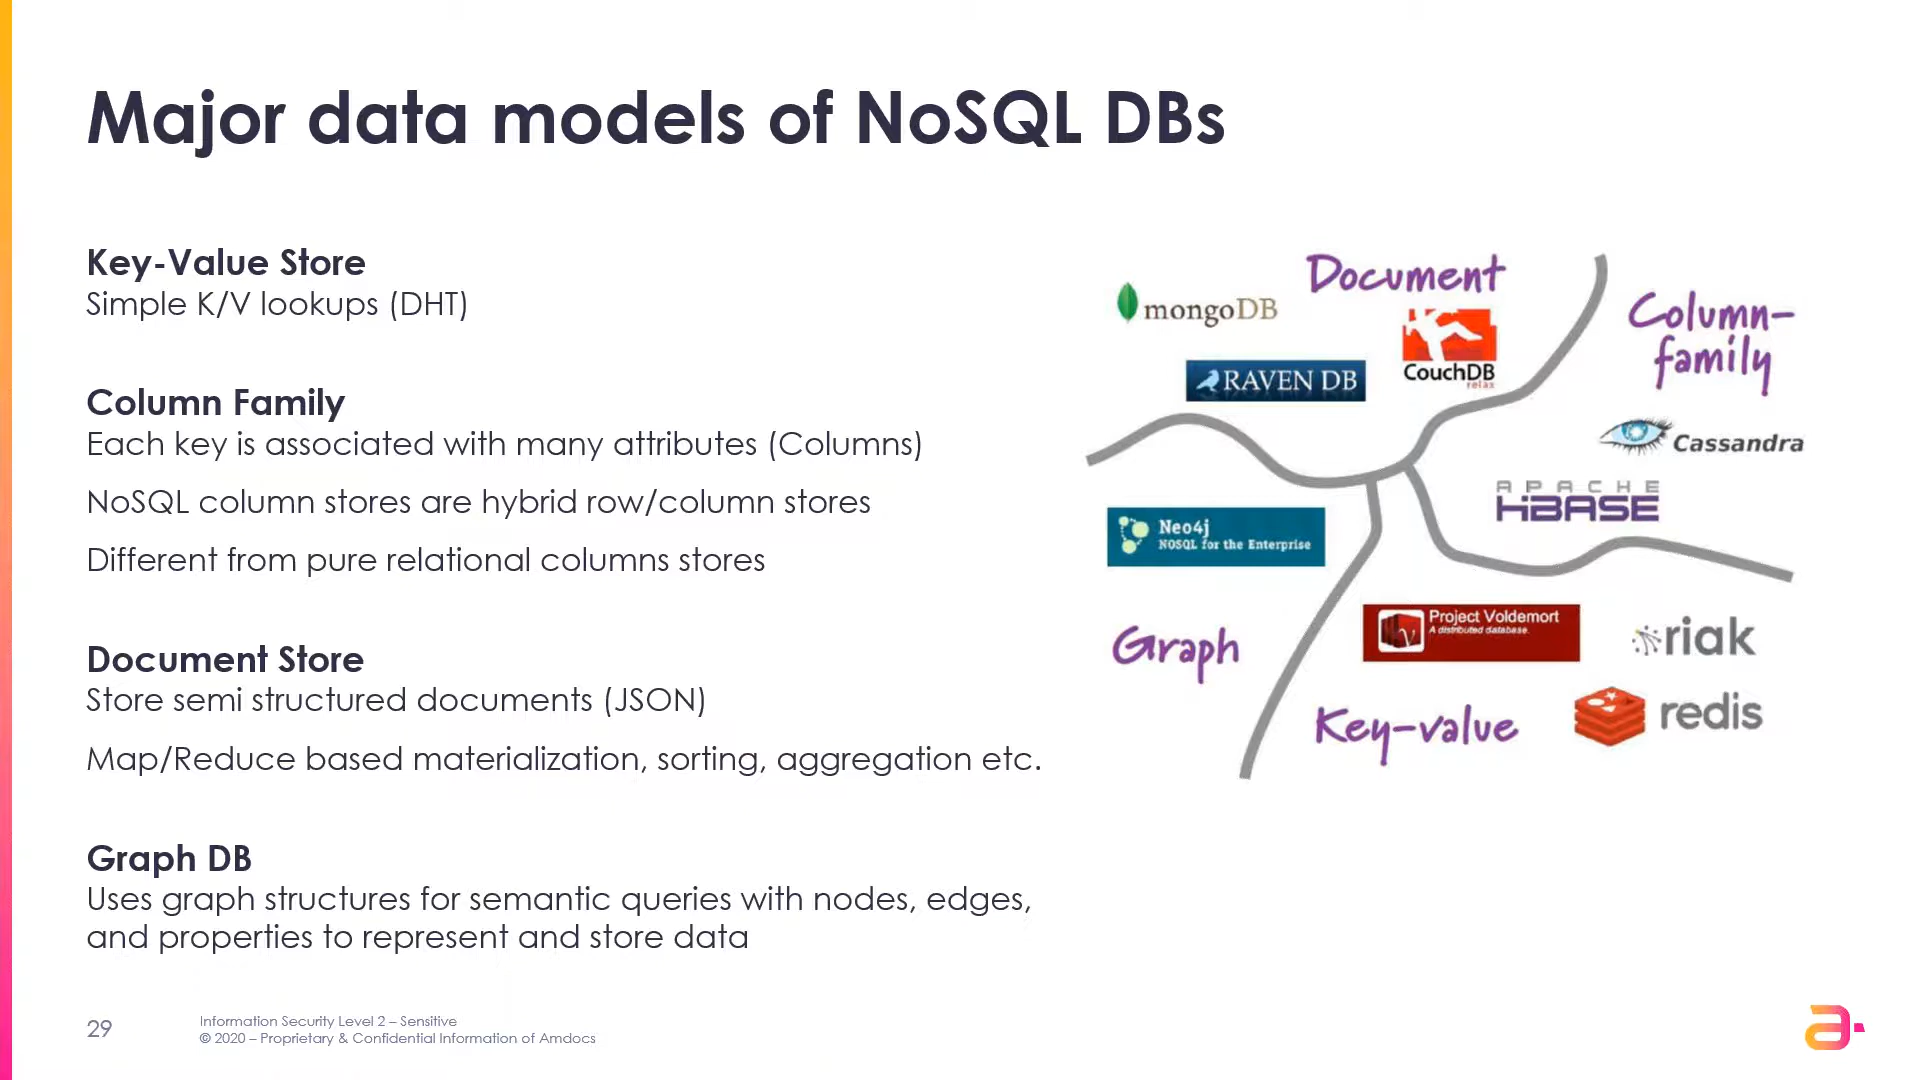 Major data models of NoSQL DBs
Key-Value Store
Simple K/V lookups (DHT)
Column Family
Each key is associated with many attributes (Columns)
NoSQL column stores are hybrid row/column stores
Different from pure relational columns stores
Document Store
Store semi structured documents (JSON)
Map/Reduce based materialization, sorting, aggregation etc.
Graph DB
Uses graph structures for semantic queries with nodes, edges,
and properties to represent and store data
Document
mongoDB
CouchDB
relax
RAVEN DB
Column-
family
Cassandra
APACHE
HBASE
Neo4j
NOSQL for the Enterprise
Graph
Project Voldemort
A distributed database.
riak
redis
Key-value
29
Information Security Level 2 – Sensitive
© 2020 – Proprietary & Confidential Information of Amdocs